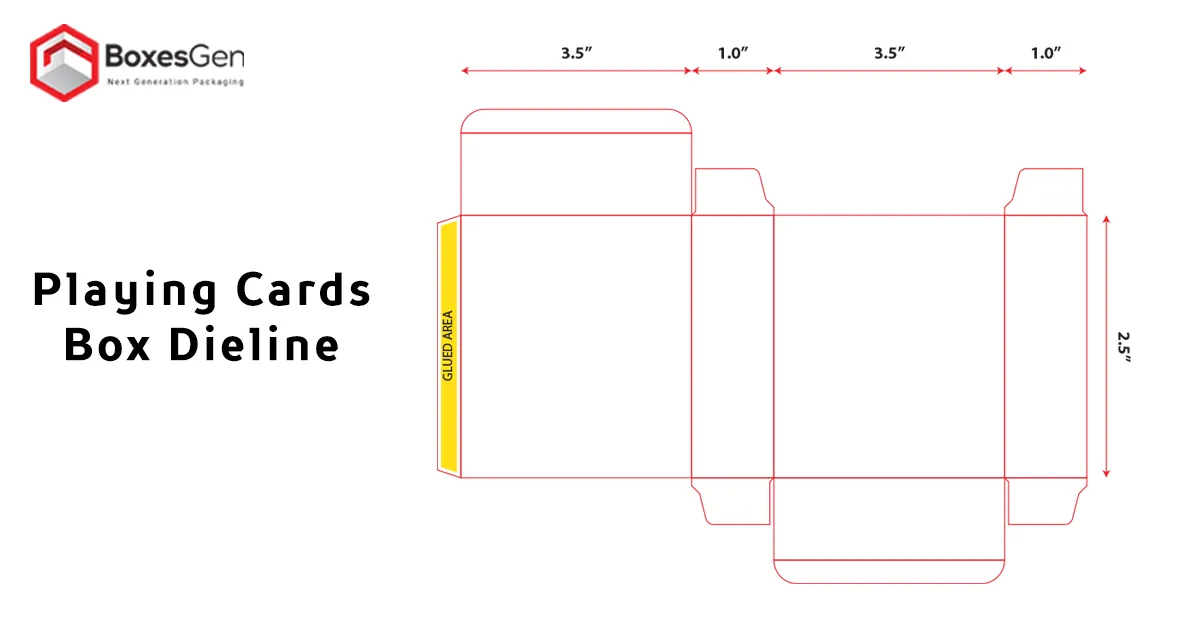 BoxesGen
Next Generation Packaging
3.5” 1.0” 3.5” 1.0”
Playing Cards
Box Dieline
GLUED AREA
2.5”